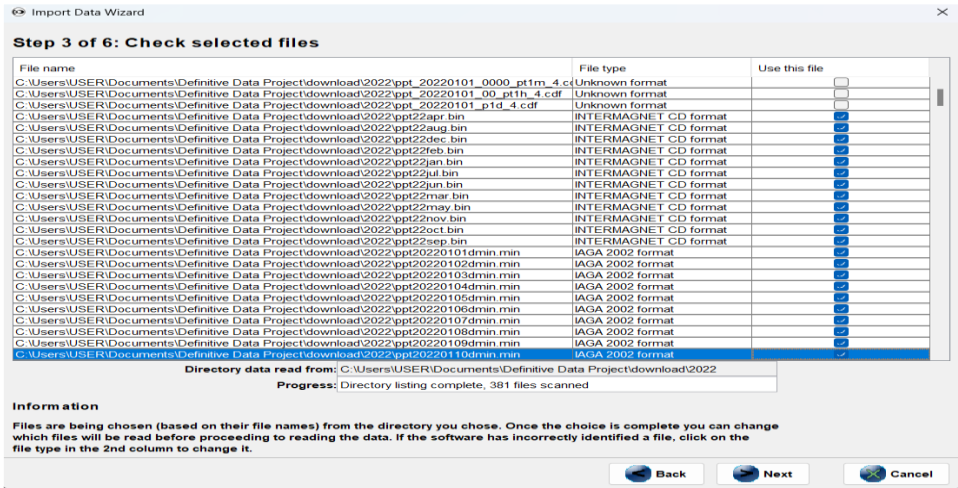 Import Data Wizard
Step 3 of 6: Check selected files
File name File type Use this file
C:\Users\USER\Documents\Definitive Data Project\download\2022\ppt_20220101_0000_pt1m_4.c Unknown format
C:\Users\USER\Documents\Definitive Data Project\download\2022\ppt_20220101_00_pt1h_4.cdf Unknown format
C:\Users\USER\Documents\Definitive Data Project\download\2022\ppt_20220101_p1d_4.cdf Unknown format
C:\Users\USER\Documents\Definitive Data Project\download\2022\ppt22apr.bin INTERMAGNET CD format
C:\Users\USER\Documents\Definitive Data Project\download\2022\ppt22aug.bin INTERMAGNET CD format
C:\Users\USER\Documents\Definitive Data Project\download\2022\ppt22dec.bin INTERMAGNET CD format
C:\Users\USER\Documents\Definitive Data Project\download\2022\ppt22feb.bin INTERMAGNET CD format
C:\Users\USER\Documents\Definitive Data Project\download\2022\ppt22jan.bin INTERMAGNET CD format
C:\Users\USER\Documents\Definitive Data Project\download\2022\ppt22jul.bin INTERMAGNET CD format
C:\Users\USER\Documents\Definitive Data Project\download\2022\ppt22jun.bin INTERMAGNET CD format
C:\Users\USER\Documents\Definitive Data Project\download\2022\ppt22mar.bin INTERMAGNET CD format
C:\Users\USER\Documents\Definitive Data Project\download\2022\ppt22may.bin INTERMAGNET CD format
C:\Users\USER\Documents\Definitive Data Project\download\2022\ppt22nov.bin INTERMAGNET CD format
C:\Users\USER\Documents\Definitive Data Project\download\2022\ppt22oct.bin INTERMAGNET CD format
C:\Users\USER\Documents\Definitive Data Project\download\2022\ppt22sep.bin INTERMAGNET CD format
C:\Users\USER\Documents\Definitive Data Project\download\2022\ppt20220101dmin.min IAGA 2002 format
C:\Users\USER\Documents\Definitive Data Project\download\2022\ppt20220102dmin.min IAGA 2002 format
C:\Users\USER\Documents\Definitive Data Project\download\2022\ppt20220103dmin.min IAGA 2002 format
C:\Users\USER\Documents\Definitive Data Project\download\2022\ppt20220104dmin.min IAGA 2002 format
C:\Users\USER\Documents\Definitive Data Project\download\2022\ppt20220105dmin.min IAGA 2002 format
C:\Users\USER\Documents\Definitive Data Project\download\2022\ppt20220106dmin.min IAGA 2002 format
C:\Users\USER\Documents\Definitive Data Project\download\2022\ppt20220107dmin.min IAGA 2002 format
C:\Users\USER\Documents\Definitive Data Project\download\2022\ppt20220108dmin.min IAGA 2002 format
C:\Users\USER\Documents\Definitive Data Project\download\2022\ppt20220109dmin.min IAGA 2002 format
C:\Users\USER\Documents\Definitive Data Project\download\2022\ppt20220110dmin.min IAGA 2002 format
Directory data read from: C:\Users\USER\Documents\Definitive Data Project\download\2022
Progress: Directory listing complete, 381 files scanned
Information
Files are being chosen (based on their file names) from the directory you chose. Once the choice is complete you can change
which files will be read before proceeding to reading the data. If the software has incorrectly identified a file, click on the
file type in the 2nd column to change it.
Back Next Cancel